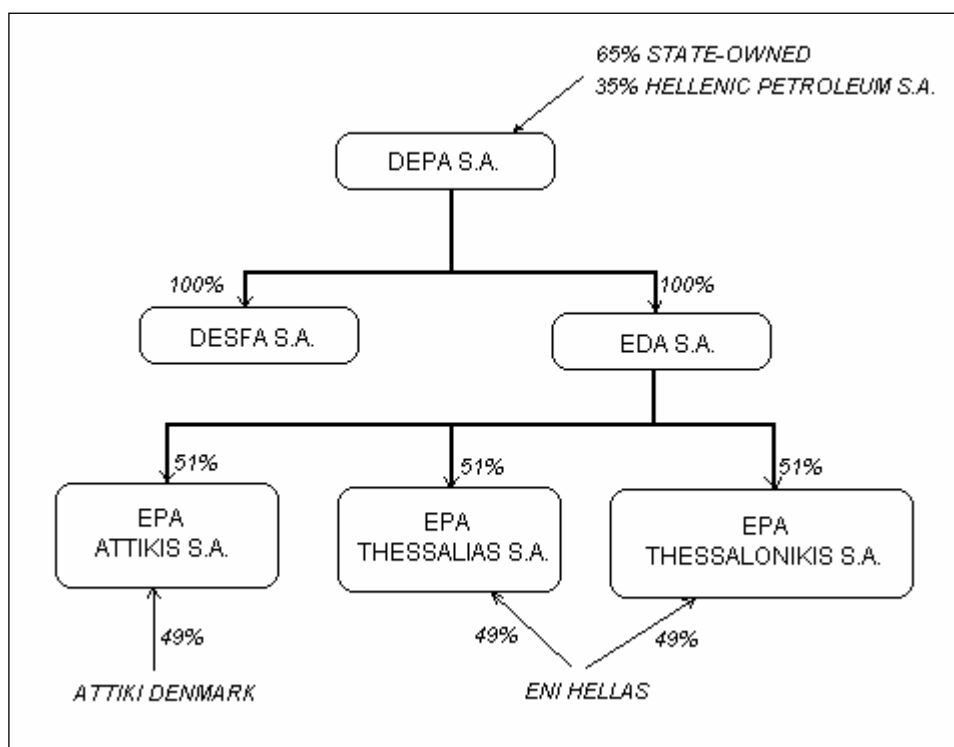 65% STATE-OWNED
35% HELLENIC PETROLEUM S.A.
DEPA S.A.
100%
100%
DESFA S.A.
EDA S.A.
51%
51%
51%
EPA
ATTIKIS S.A.
EPA
THESSALIAS S.A.
EPA
THESSALONIKIS S.A.
49%
49%
49%
ATTIKI DENMARK
ENI HELLAS